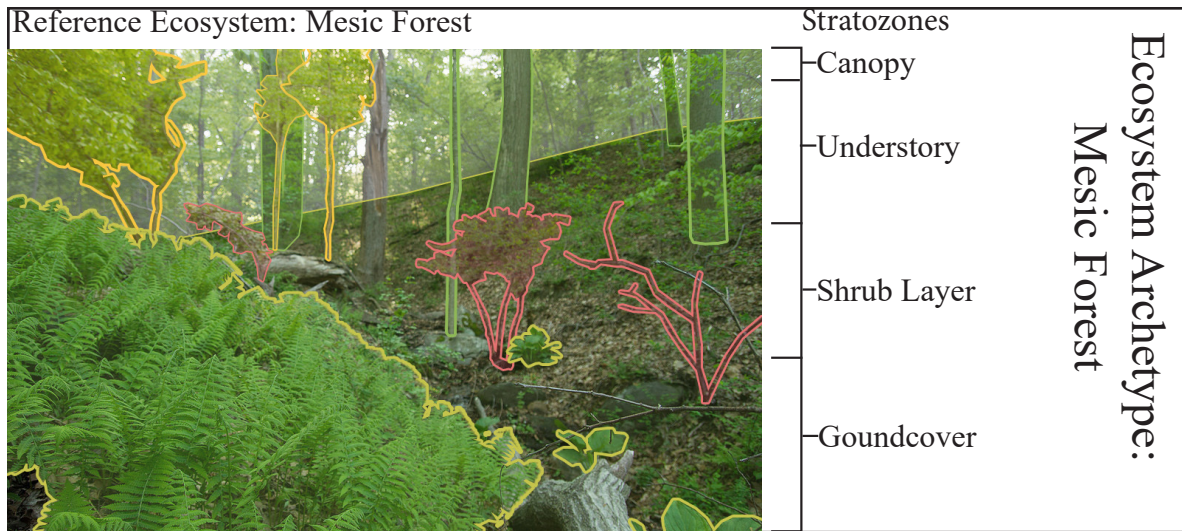 Reference Ecosystem: Mesic Forest
Stratozones
Canopy
Understory
Shrub Layer
Goundcover
Ecosystem Archetype:
Mesic Forest